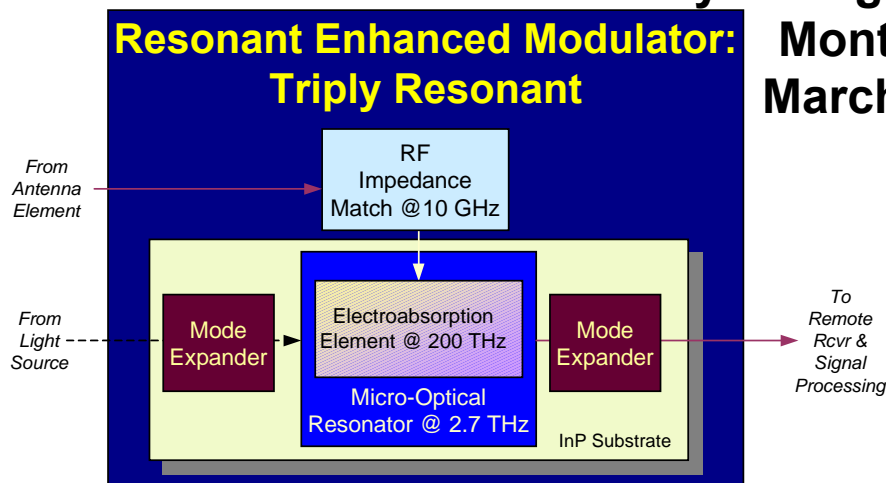 Resonant Enhanced Modulator:
Triply Resonant
Mont
March
From
Antenna
Element
RF
Impedance
Match @10 GHz
From
Light
Source
Mode
Expander
Electroabsorption
Element @ 200 THz
Mode
Expander
To
Remote
Rcvr &
Signal
Processing
Micro-Optical
Resonator @ 2.7 THz
InP Substrate